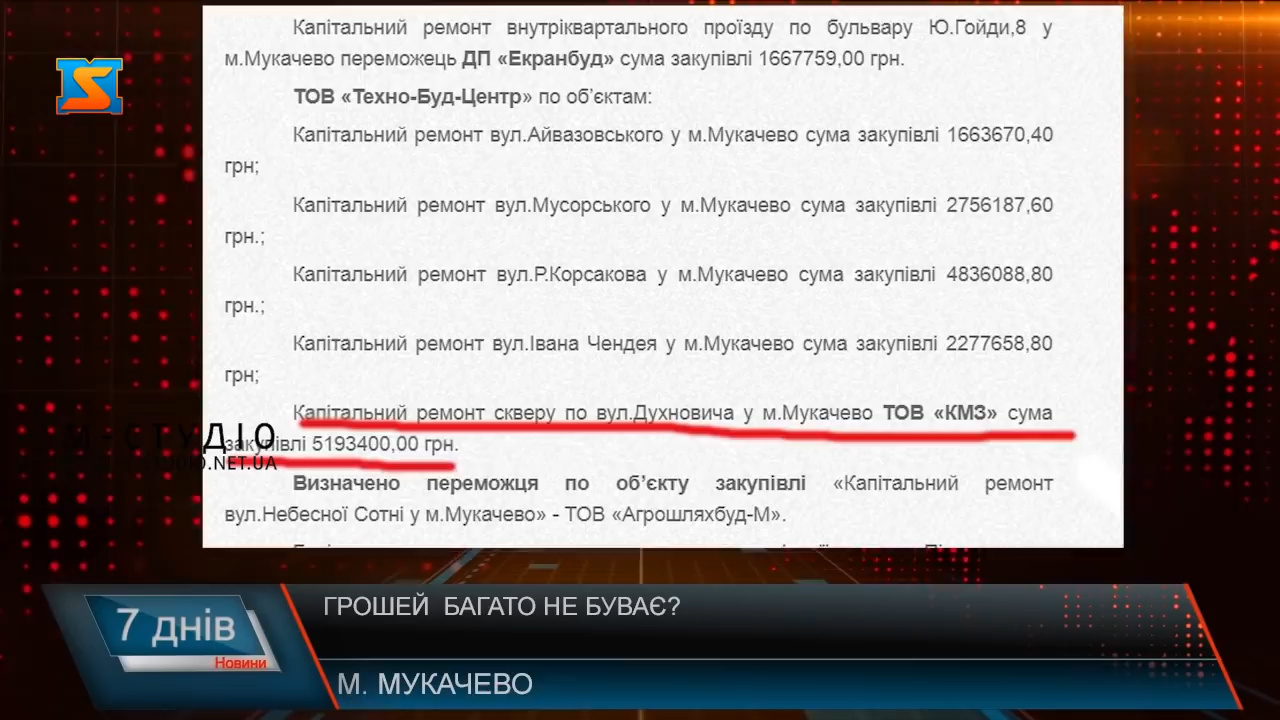 Капітальний ремонт внутріквартального проїзду по бульвару Ю.Гойди,8 у
м.Мукачево переможець ДП «Екранбуд» сума закупівлі 1667759,00 грн.
ТОВ «Техно-Буд-Центр» по об'єктам:
Капітальний ремонт вул.Айвазовського у м.Мукачево сума закупівлі 1663670,40
грн;
Капітальний ремонт вул.Мусорського у м.Мукачево сума закупівлі 2756187,60
грн.;
Капітальний ремонт вул.Р.Корсакова у м.Мукачево сума закупівлі 4836088,80
грн.;
Капітальний ремонт вул.Івана Чендея у м.Мукачево сума закупівлі 2277658,80
грн;
Капітальний ремонт скверу по вул.Духновича у м.Мукачево ТОВ «КМЗ» сума
закупівлі 5193400,00 грн.
М-СТУДІО
Визначено переможця по об'єкту закупівлі «Капітальний ремонт
вул.Небесної Сотні у м.Мукачево» - ТОВ «Агрошляхбуд-М».
7 днів
Новини
ГРОШЕЙ БАГАТО НЕ БУВАЄ?
М. МУКАЧЕВО